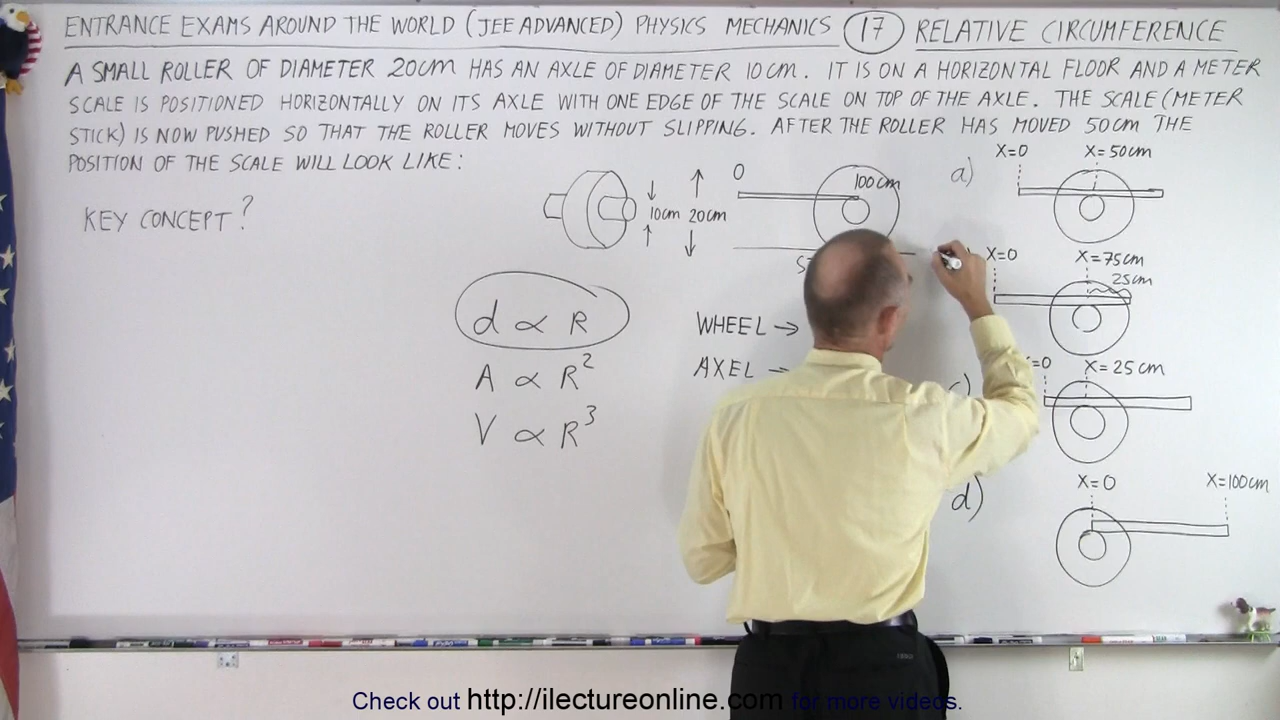 ENTRANCE EXAMS AROUND THE WORLD (JEE ADVANCED) PHYSICS MECHANICS 17 RELATIVE CIRCUMFERENCE
A SMALL ROLLER OF DIAMETER 20cm HAS AN AXLE OF DIAMETER 10cm. IT IS ON A HORIZONTAL FLOOR AND A METER
SCALE IS POSITIONED HORIZONTALLY ON ITS AXLE WITH ONE EDGE OF THE SCALE ON TOP OF THE AXLE. THE SCALE (METER
STICK) IS NOW PUSHED SO THAT THE ROLLER MOVES WITHOUT SLIPPING. AFTER THE ROLLER HAS MOVED 50cm THE
POSITION OF THE SCALE WILL LOOK LIKE:
KEY CONCEPT?
0
100cm
10cm 20cm
d ∝ R
A ∝ R²
V ∝ R³
WHEEL →
AXEL →
a)
X=0 X=50cm
X=0 X=75cm
25cm
c)
=0 X=25cm
d)
X=0 X=100cm
Check out http://ilectureonline.com for more videos.